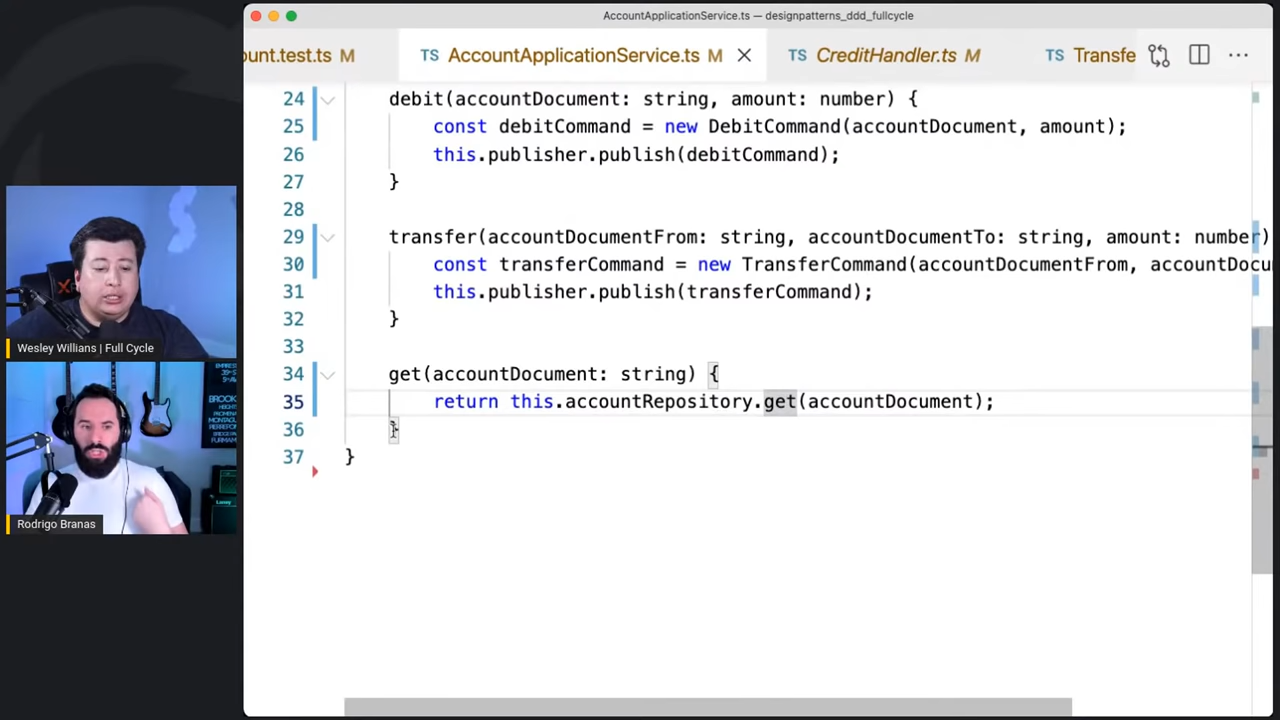 AccountApplicationService.ts — designpatterns_ddd_fullcycle
ount.test.ts M
TS AccountApplicationService.ts M
TS CreditHandler.ts M
TS Transfe
24 debit(accountDocument: string, amount: number) {
25 const debitCommand = new DebitCommand(accountDocument, amount);
26 this.publisher.publish(debitCommand);
27 }
28
29 transfer(accountDocumentFrom: string, accountDocumentTo: string, amount: number)
30 const transferCommand = new TransferCommand(accountDocumentFrom, accountDocu
31 this.publisher.publish(transferCommand);
32 }
33
34 get(accountDocument: string) {
35 return this.accountRepository.get(accountDocument);
36 }
37 }
Wesley Willians | Full Cycle
BROOK
Rodrigo Branas